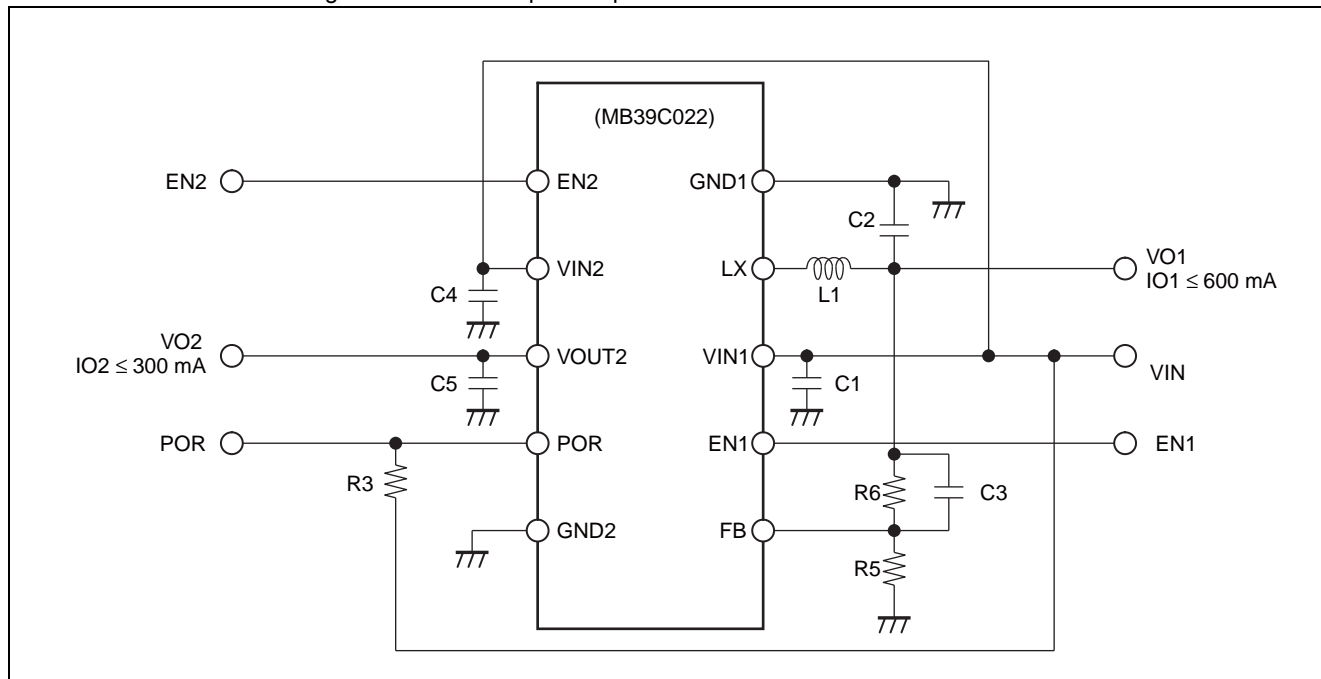 (MB39C022)
EN2
EN2
GND1
C2
VIN2
LX
L1
VO1
IO1 ≤ 600 mA
C4
VO2
IO2 ≤ 300 mA
VOUT2
VIN1
VIN
C5
C1
POR
POR
EN1
EN1
R3
R6
C3
GND2
FB
R5